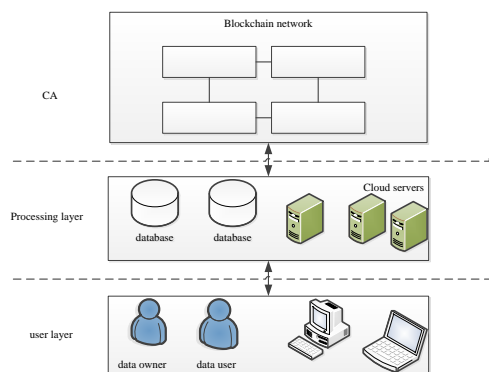 Blockchain network
CA
Cloud servers
Processing layer
database
database
user layer
data owner
data user